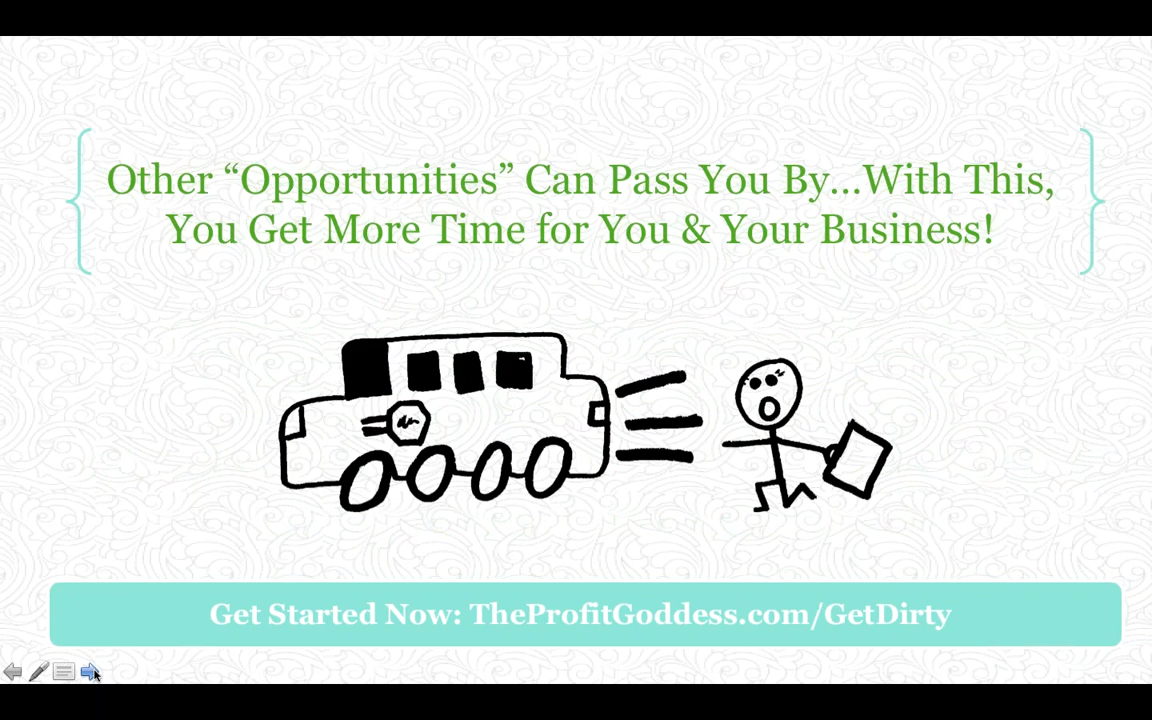 Other “Opportunities” Can Pass You By...With This,
You Get More Time for You & Your Business!
Get Started Now: TheProfitGoddess.com/GetDirty